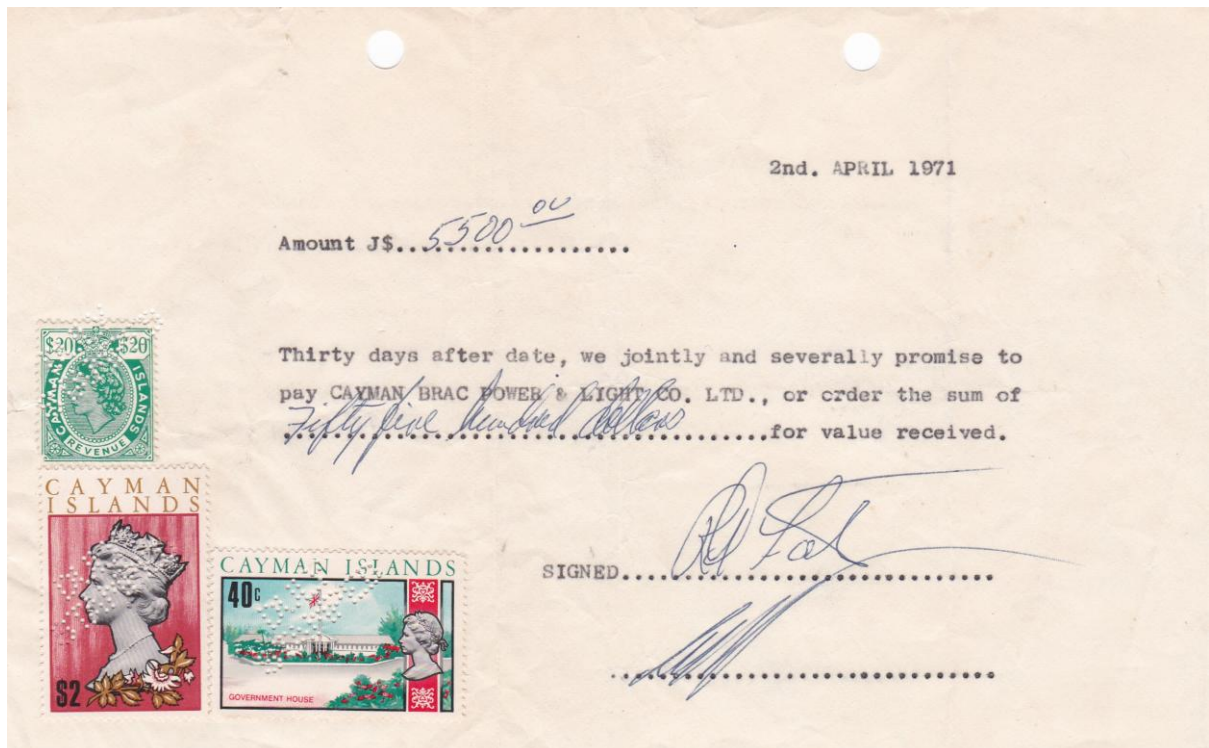 2nd. APRIL 1971
Amount J$..5500 00..................
Thirty days after date, we jointly and severally promise to
pay CAYMAN BRAC POWER & LIGHT CO. LTD., or order the sum of
Fifty five hundred dollars.........for value received.
SIGNED..............................
$20 $20
CAYMAN ISLANDS
REVENUE
CAYMAN
ISLANDS
$2
CAYMAN ISLANDS
40c
GOVERNMENT HOUSE